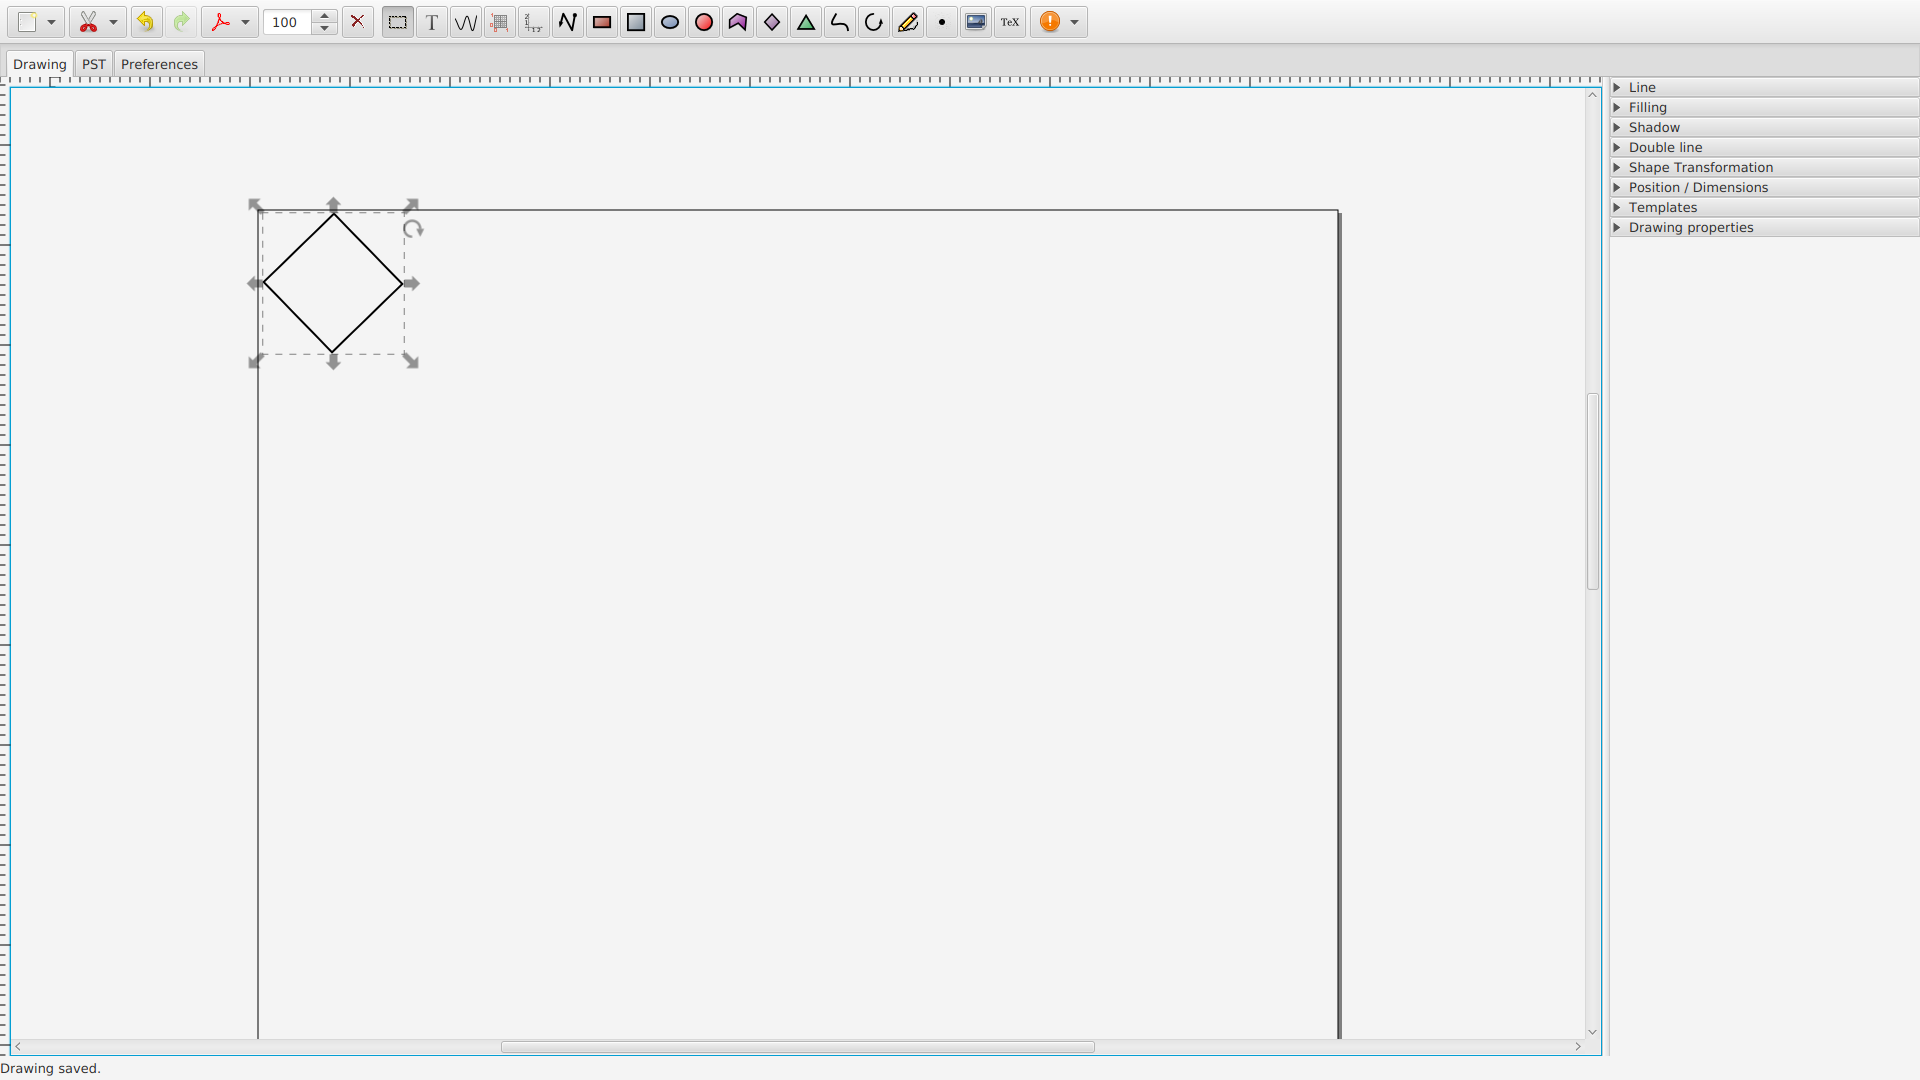 100
T
TeX
Drawing PST Preferences
Line
Filling
Shadow
Double line
Shape Transformation
Position / Dimensions
Templates
Drawing properties
Drawing saved.